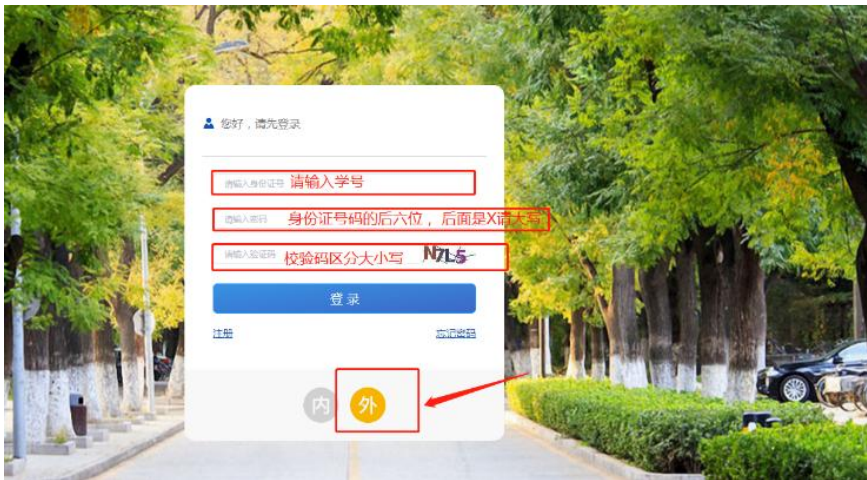 您好，请先登录
请输入身份证号 请输入学号
请输入密码 身份证号码的后六位，后面是X请大写
请输入验证码 校验码区分大小写 N7L5
登录
注册 忘记密码
内 外